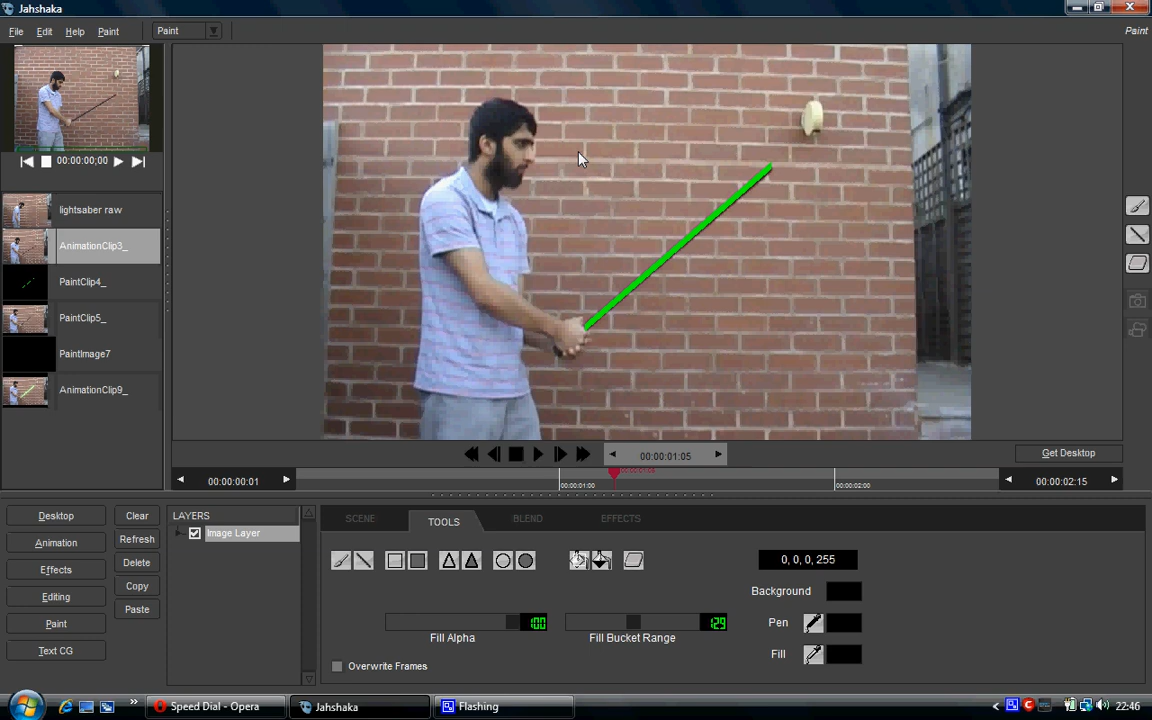 Jahshaka
File Edit Help Paint Paint Paint
00:00:00;00
lightsaber raw
AnimationClip3_
PaintClip4_
PaintClip5_
PaintImage7
AnimationClip9_
00:00:01:05
Get Desktop
00:00:00:01 00:00:01:00 00:00:02:00 00:00:02:15
Desktop Clear LAYERS SCENE TOOLS BLEND EFFECTS
Animation Refresh Image Layer
Effects Delete
Editing Copy
Paint Paste
Text CG
0, 0, 0, 255
Background
Pen
Fill
100 129
Fill Alpha Fill Bucket Range
Overwrite Frames
Speed Dial - Opera Jahshaka Flashing 22:46